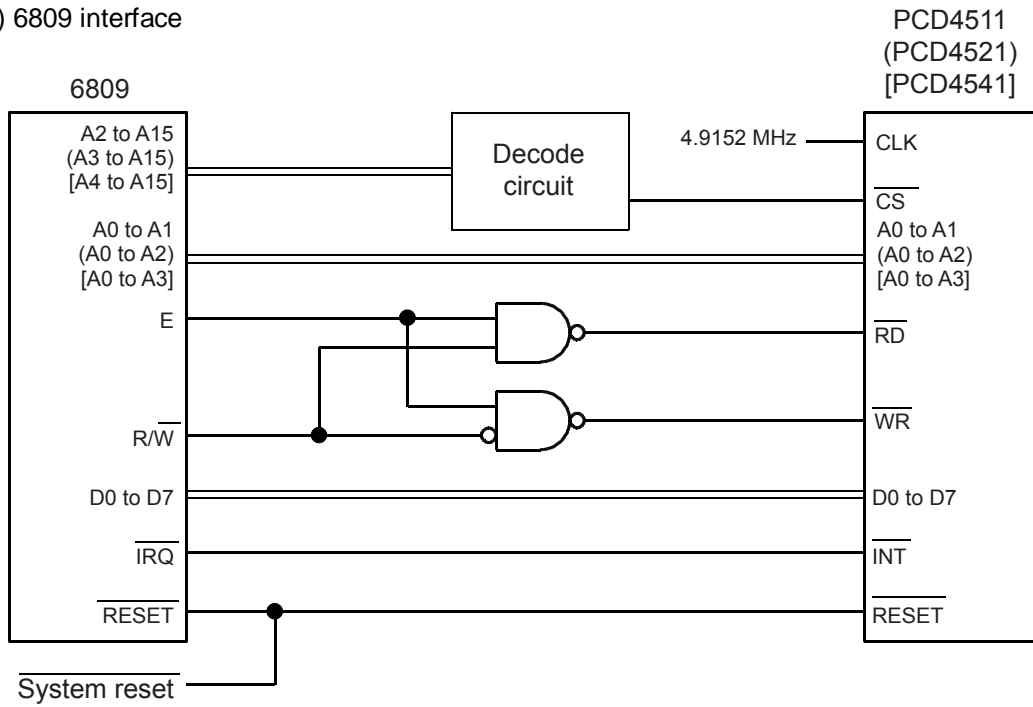 ) 6809 interface
PCD4511
(PCD4521)
[PCD4541]
6809
A2 to A15
(A3 to A15)
[A4 to A15]
Decode
circuit
4.9152 MHz
CLK
CS
A0 to A1
(A0 to A2)
[A0 to A3]
A0 to A1
(A0 to A2)
[A0 to A3]
E
RD
R/W
WR
D0 to D7
D0 to D7
IRQ
INT
RESET
RESET
System reset